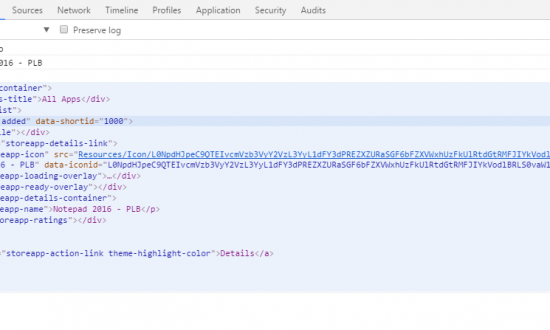 Sources Network Timeline Profiles Application Security Audits
▼ Preserve log
p
016 - PLB
container">
s-title">All Apps</div>
ist">
added" data-shortid="1000">
le"></div>
"storeapp-details-link">
eapp-icon" src="Resources/Icon/L0NpdHJpeC9QTEIvcmVzb3VyY2VzL3YyL1dFY3dPREZXZURaSGF6bFZXVWxhUzFkUlRtdGtRMFJIYkVodl
6 - PLB" data-iconid="L0NpdHJpeC9QTEIvcmVzb3VyY2VzL3YyL1dFY3dPREZXZURaSGF6bFZXVWxhUzFkUlRtdGtRMFJIYkVodlBRLS0vaW1
eapp-loading-overlay">…</div>
eapp-ready-overlay"></div>
eapp-details-container">
eapp-name">Notepad 2016 - PLB</p>
toreapp-ratings"></div>
="storeapp-action-link theme-highlight-color">Details</a>